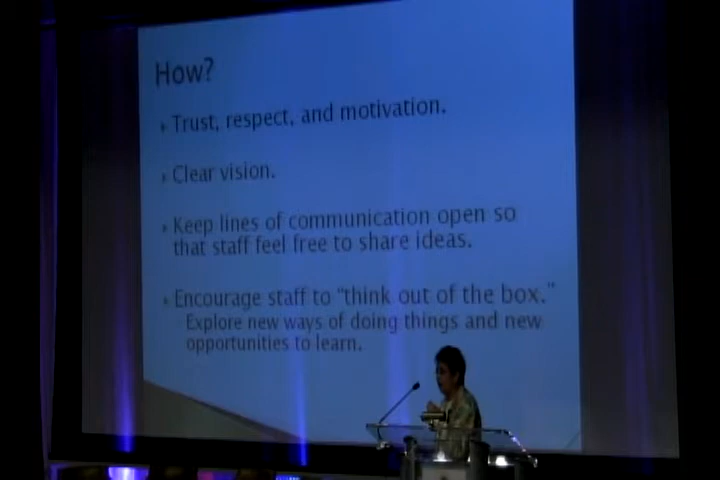 How?
Trust, respect, and motivation.
Clear vision.
Keep lines of communication open so
that staff feel free to share ideas.
Encourage staff to “think out of the box.”
Explore new ways of doing things and new
opportunities to learn.